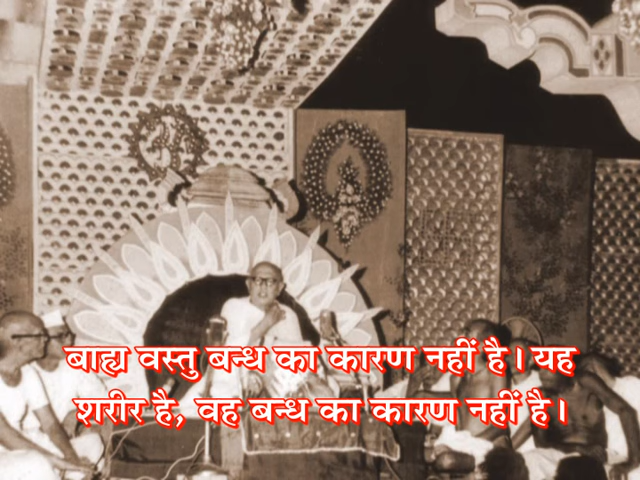 बाह्य वस्तु बन्ध का कारण नहीं है। यह
शरीर है, वह बन्ध का कारण नहीं है।